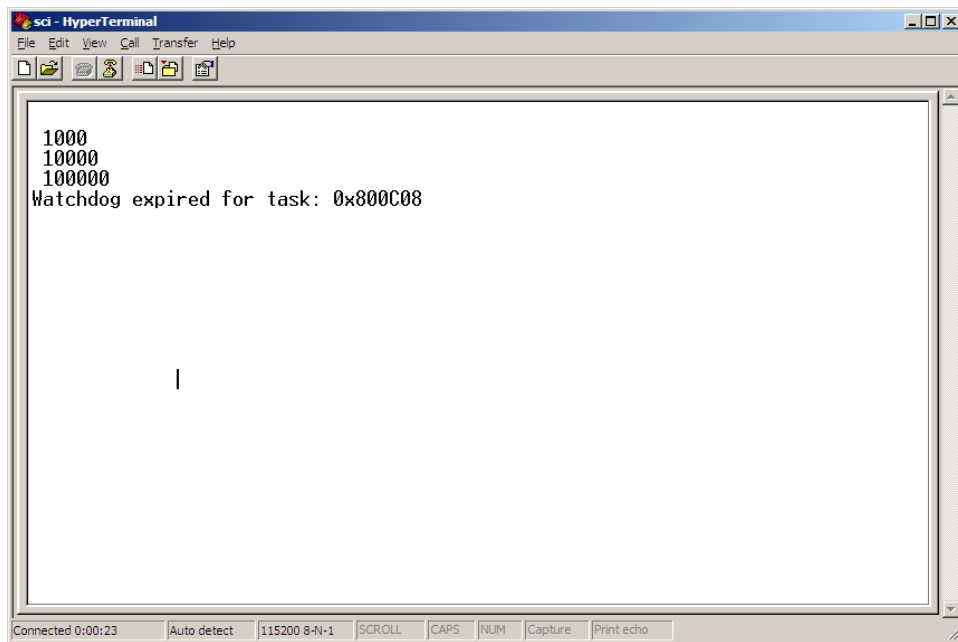 sci - HyperTerminal
File Edit View Call Transfer Help
1000
10000
100000
Watchdog expired for task: 0x800C08
Connected 0:00:23 Auto detect 115200 8-N-1 SCROLL CAPS NUM Capture Print echo